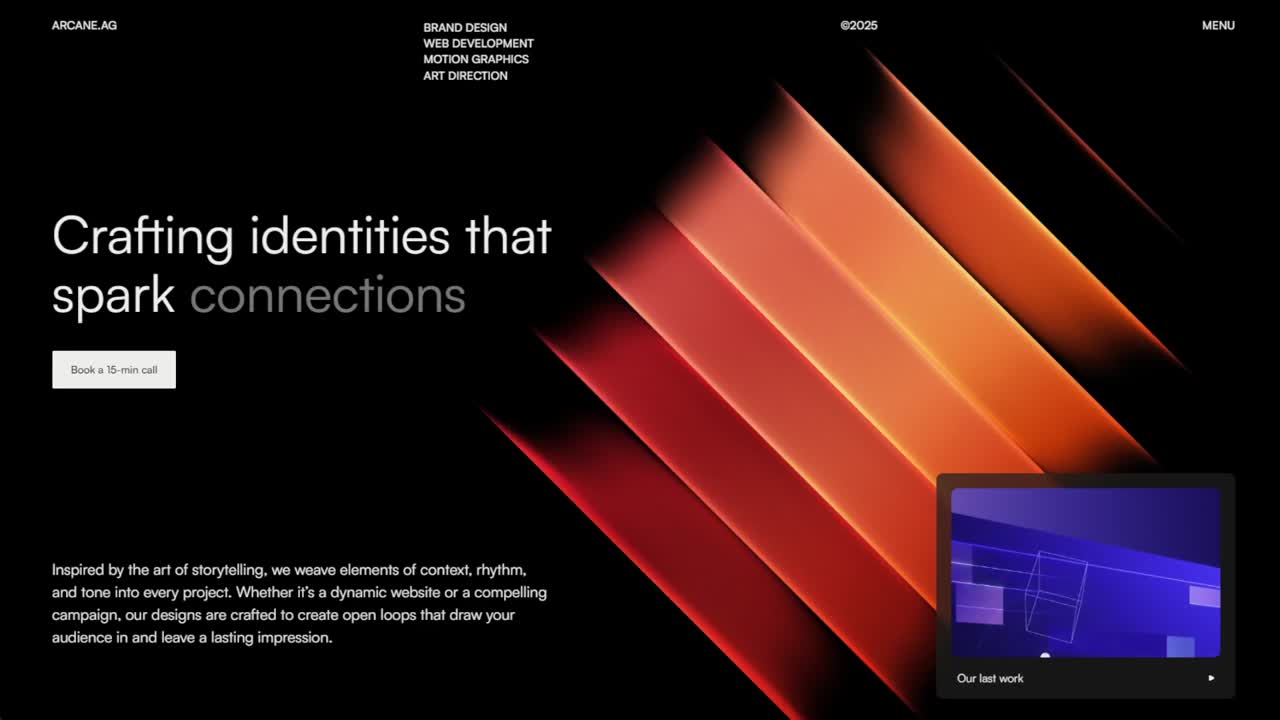 ARCANE.AG
BRAND DESIGN
WEB DEVELOPMENT
MOTION GRAPHICS
ART DIRECTION
©2025
MENU
Crafting identities that
spark connections
Book a 15-min call
Inspired by the art of storytelling, we weave elements of context, rhythm,
and tone into every project. Whether it's a dynamic website or a compelling
campaign, our designs are crafted to create open loops that draw your
audience in and leave a lasting impression.
Our last work